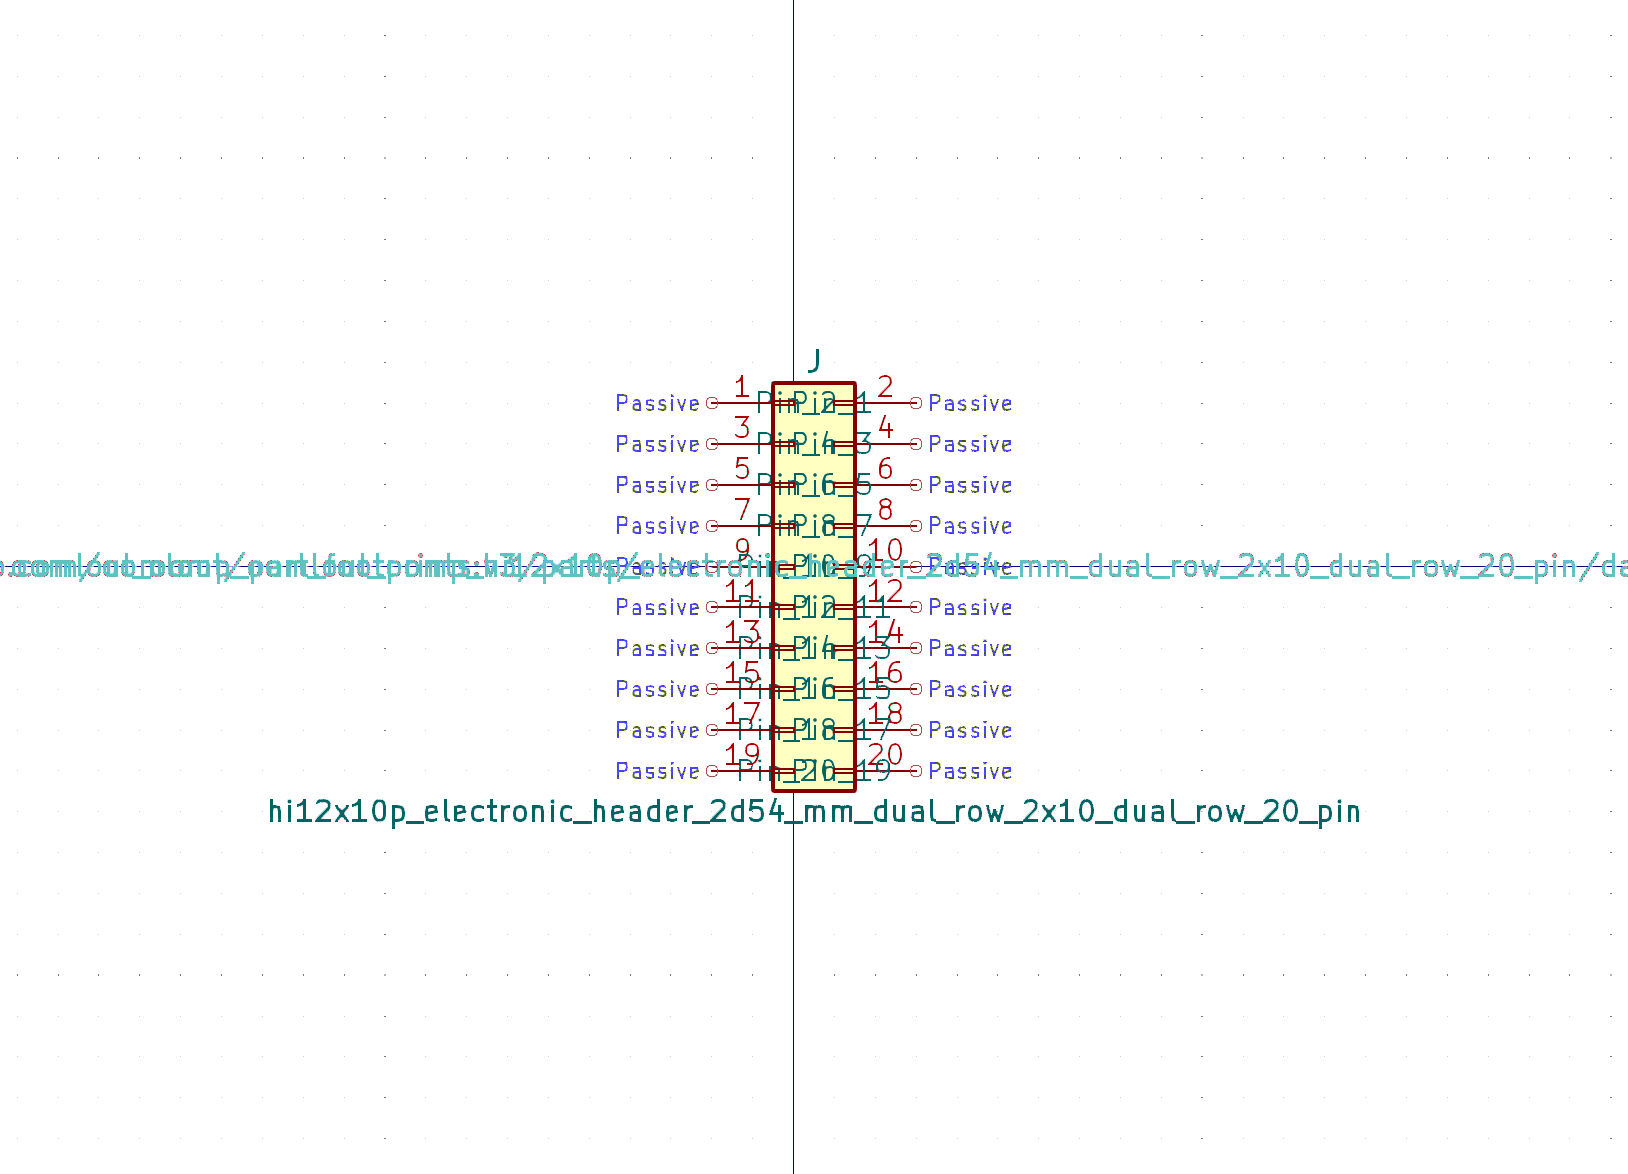 J
Passive 1 Pin_1 Pin_2 2 Passive
Passive 3 Pin_3 Pin_4 4 Passive
Passive 5 Pin_5 Pin_6 6 Passive
Passive 7 Pin_7 Pin_8 8 Passive
Passive 9 Pin_9 Pin_10 10 Passive
electronic_header_2d54_mm_dual_row_2x10_dual_row_20_pin/da
Passive 11 Pin_11 Pin_12 12 Passive
Passive 13 Pin_13 Pin_14 14 Passive
Passive 15 Pin_15 Pin_16 16 Passive
Passive 17 Pin_17 Pin_18 18 Passive
Passive 19 Pin_19 Pin_20 20 Passive
hi12x10p_electronic_header_2d54_mm_dual_row_2x10_dual_row_20_pin